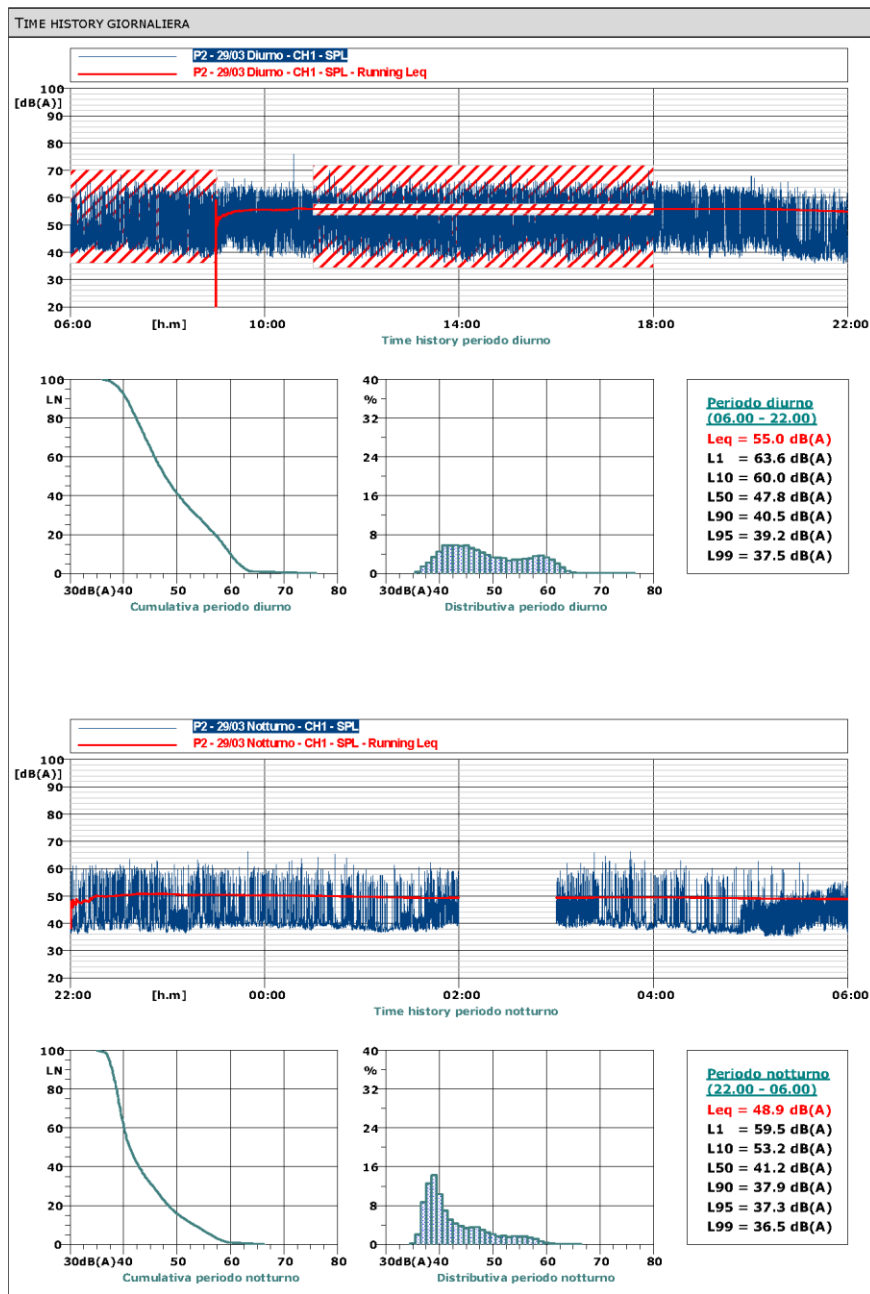 TIME HISTORY GIORNALIERA
P2 - 29/03 Diurno - CH1 - SPL
P2 - 29/03 Diurno - CH1 - SPL - Running Leq
100
[dB(A)]
90
80
70
60
50
40
30
20
06:00 [h.m] 10:00 14:00 18:00 22:00
Time history periodo diurno
100
LN
80
60
40
20
0
30dB(A)40 50 60 70 80
Cumulativa periodo diurno
40
%
32
24
16
8
0
30dB(A)40 50 60 70 80
Distributiva periodo diurno
Periodo diurno
(06.00 - 22.00)
Leq = 55.0 dB(A)
L1 = 63.6 dB(A)
L10 = 60.0 dB(A)
L50 = 47.8 dB(A)
L90 = 40.5 dB(A)
L95 = 39.2 dB(A)
L99 = 37.5 dB(A)
P2 - 29/03 Notturno - CH1 - SPL
P2 - 29/03 Notturno - CH1 - SPL - Running Leq
100
[dB(A)]
90
80
70
60
50
40
30
20
22:00 [h.m] 00:00 02:00 04:00 06:00
Time history periodo notturno
100
LN
80
60
40
20
0
30dB(A)40 50 60 70 80
Cumulativa periodo notturno
40
%
32
24
16
8
0
30dB(A)40 50 60 70 80
Distributiva periodo notturno
Periodo notturno
(22.00 - 06.00)
Leq = 48.9 dB(A)
L1 = 59.5 dB(A)
L10 = 53.2 dB(A)
L50 = 41.2 dB(A)
L90 = 37.9 dB(A)
L95 = 37.3 dB(A)
L99 = 36.5 dB(A)